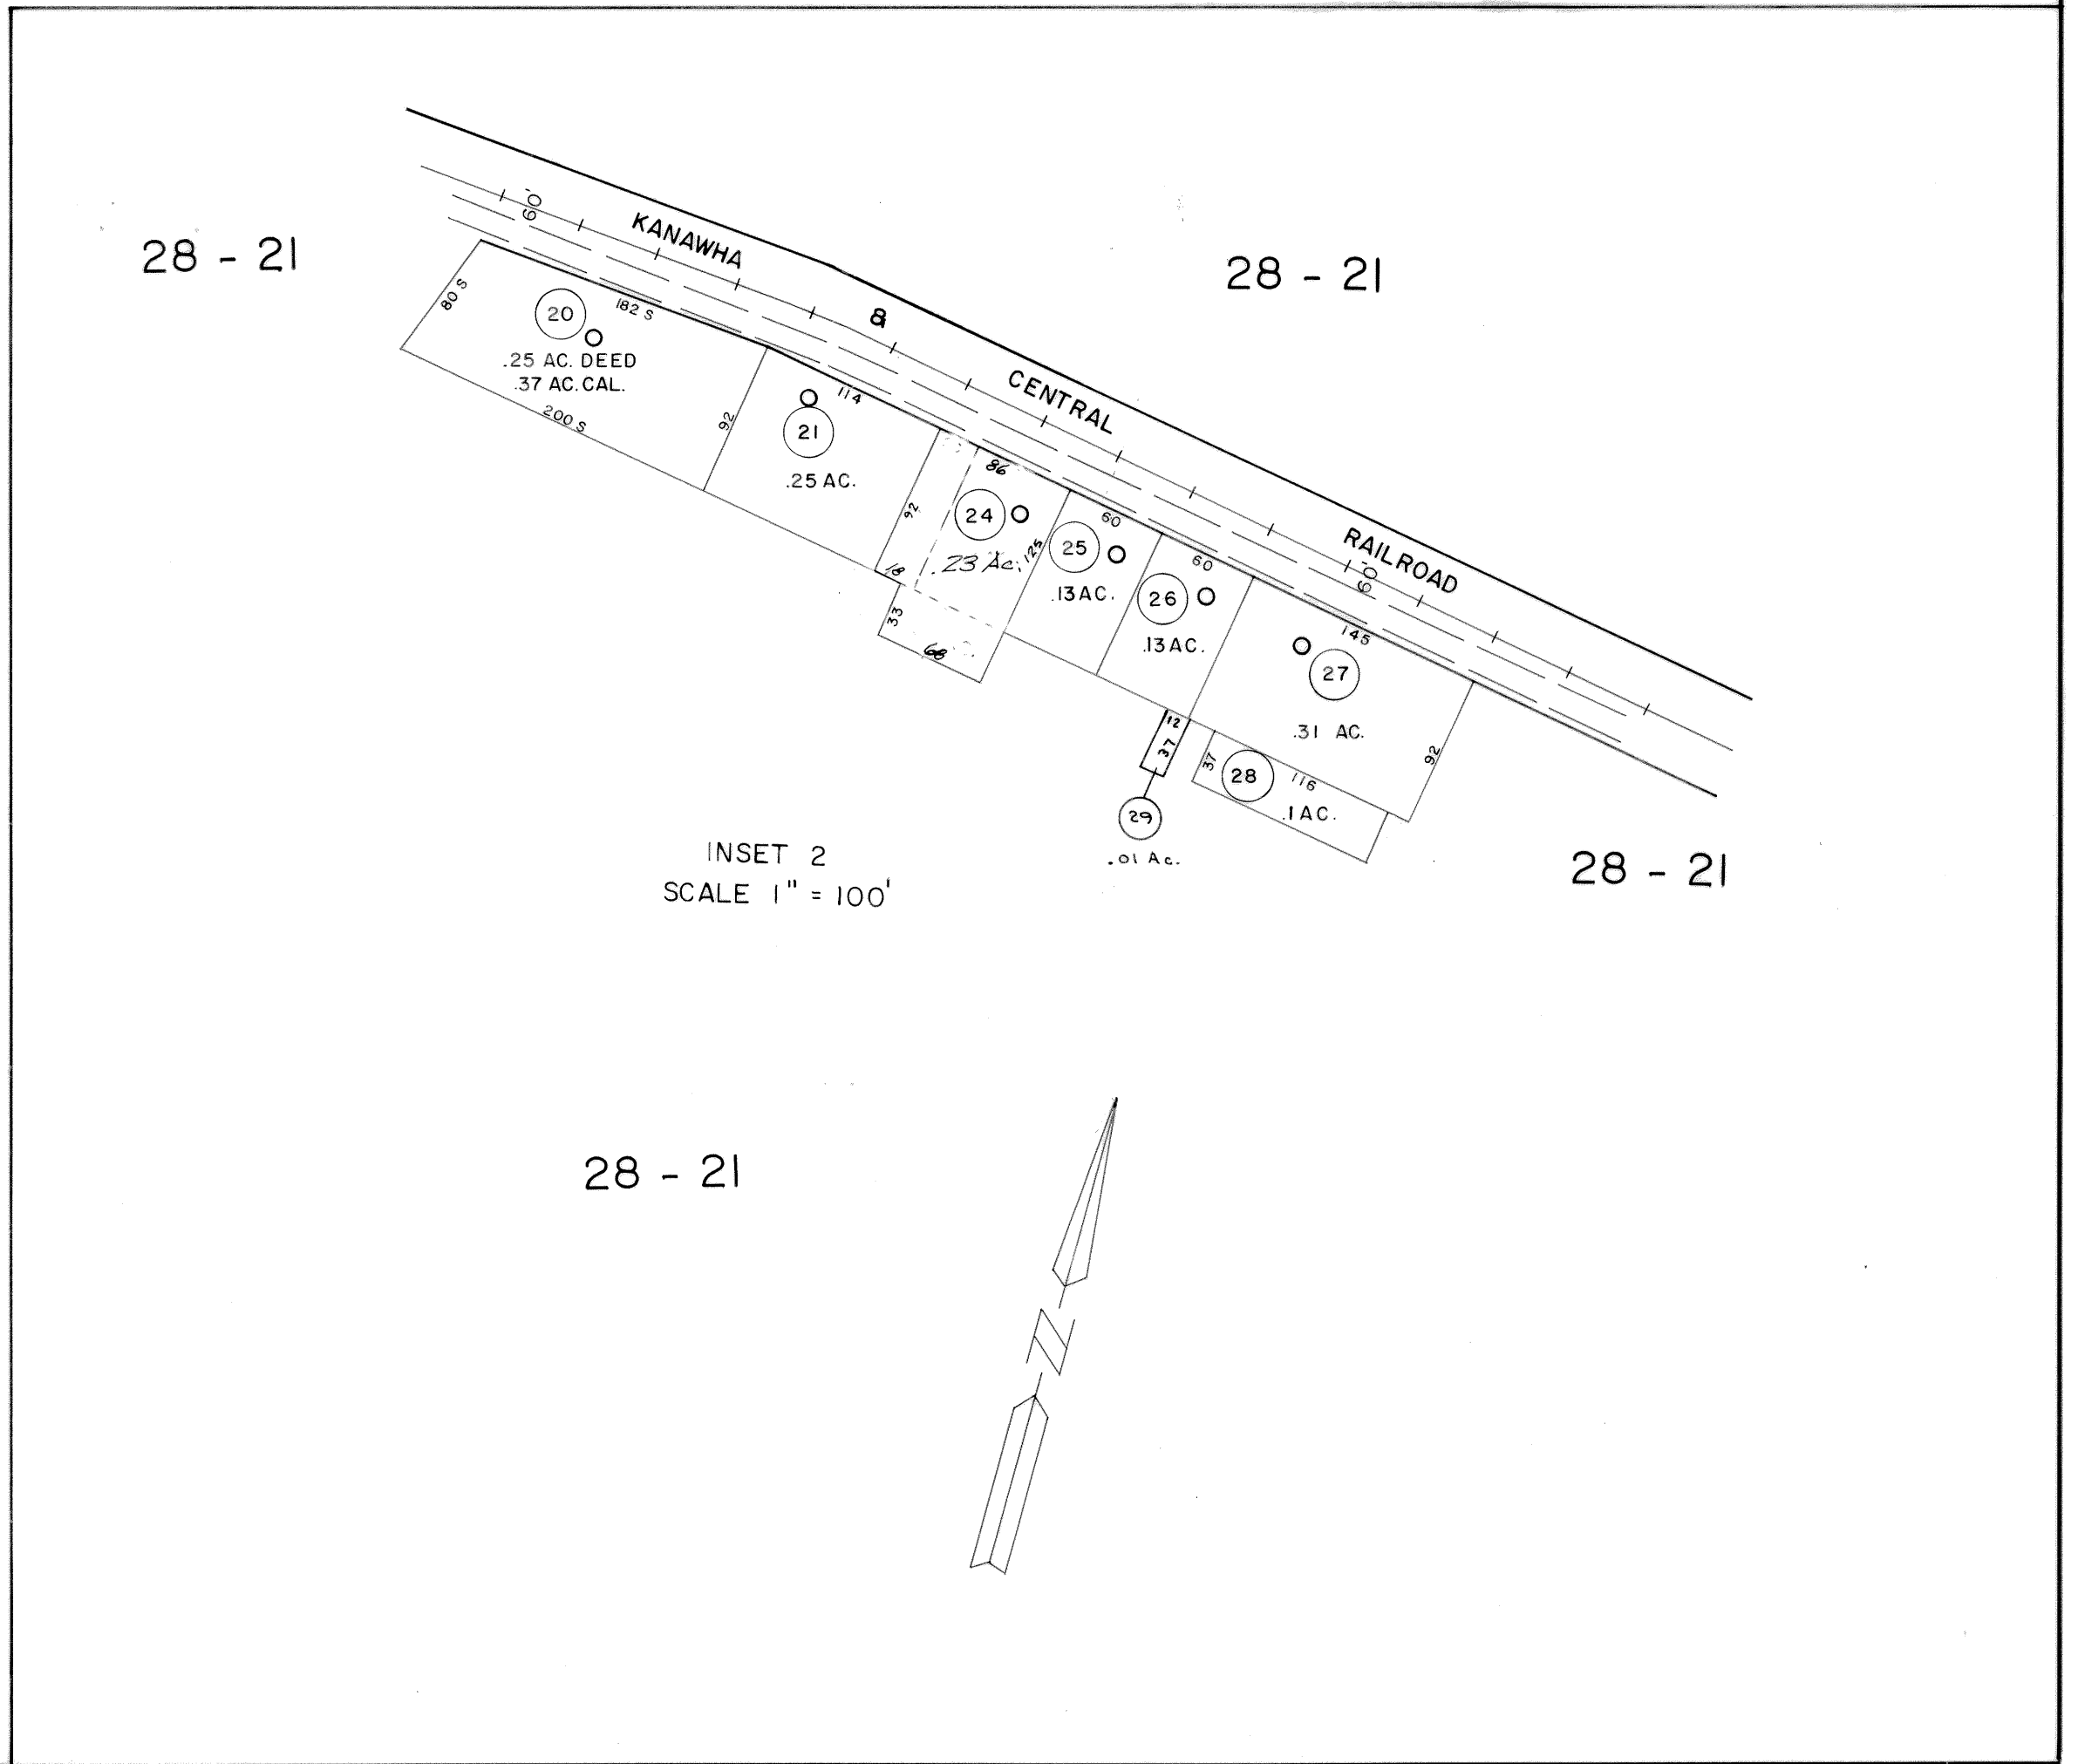 60'
KANAWHA & CENTRAL RAILROAD
60'
28 - 21
28 - 21
80 S
20
182 S
.25 AC. DEED
.37 AC. CAL.
200 S
92
114
21
.25 AC.
92
86
24
.23 Ac.
125
18
33
68
60
25
.13 AC.
60
26
.13 AC.
145
27
.31 AC.
92
12
37
29
.01 Ac.
37
28
116
.1 AC.
INSET 2
SCALE 1" = 100'
28 - 21
28 - 21
N